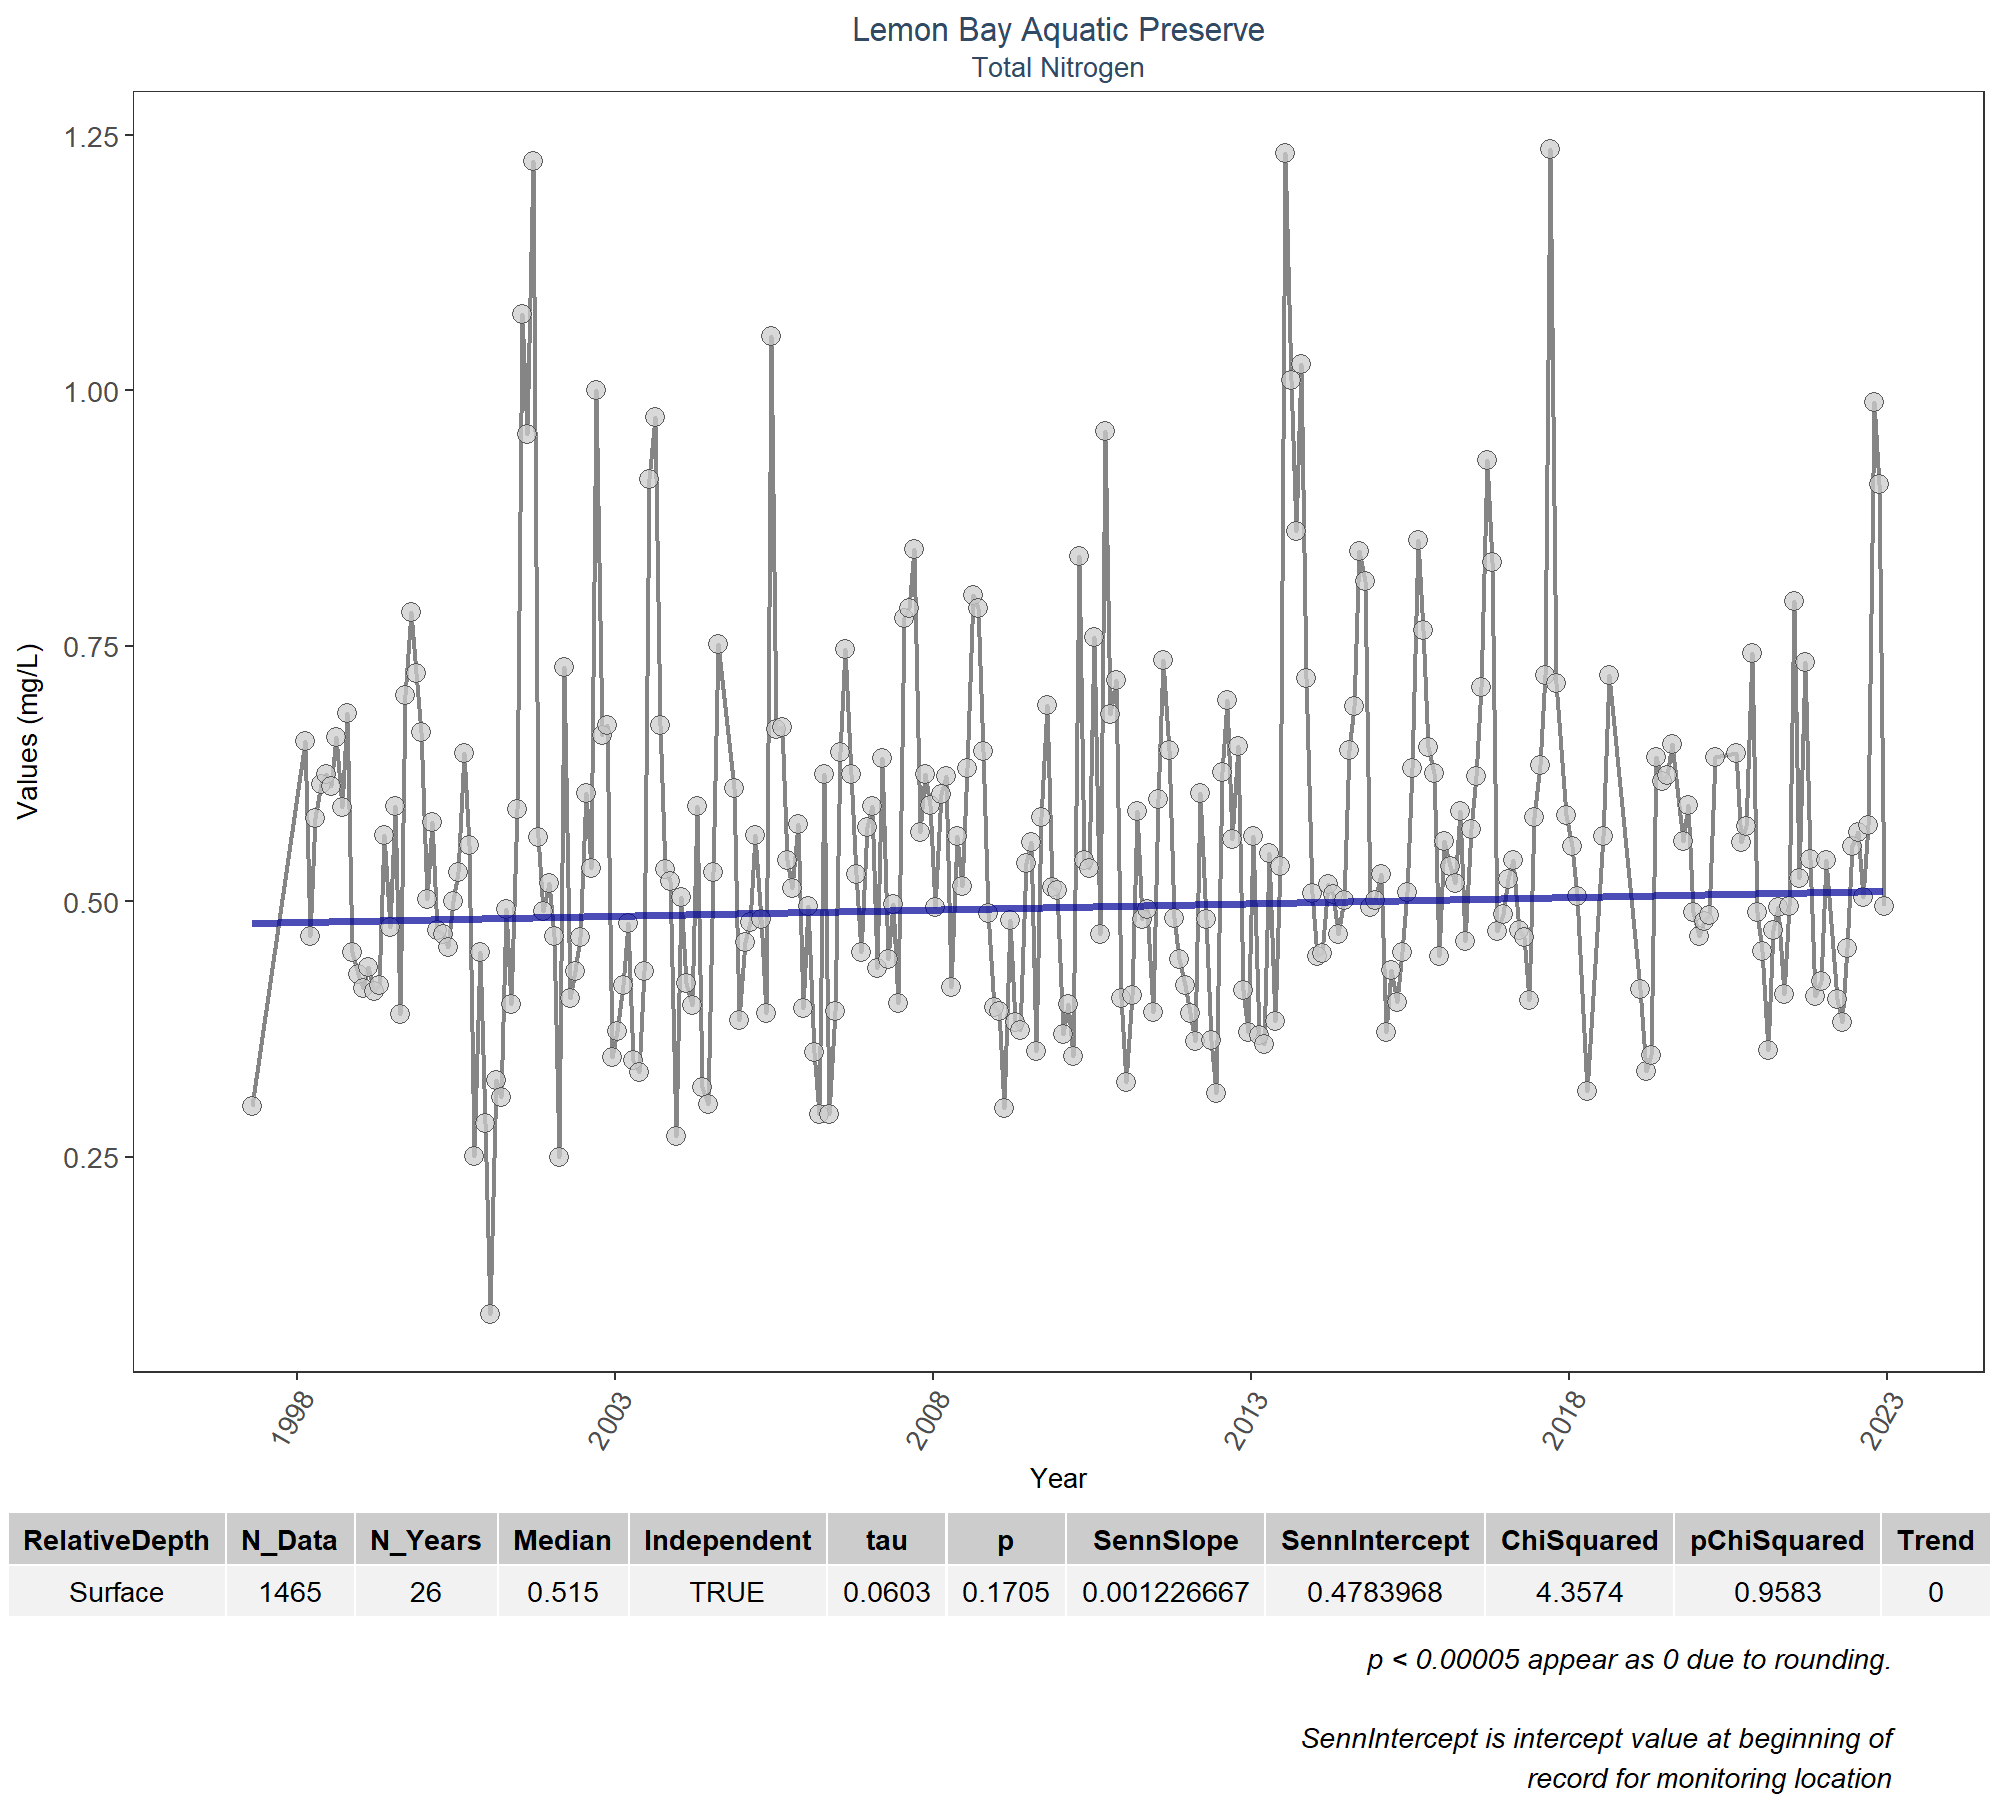 Lemon Bay Aquatic Preserve
Total Nitrogen
Values (mg/L)
1.25
1.00
0.75
0.50
0.25
1998 2003 2008 2013 2018 2023
Year
RelativeDepth N_Data N_Years Median Independent tau p SennSlope SennIntercept ChiSquared pChiSquared Trend
Surface 1465 26 0.515 TRUE 0.0603 0.1705 0.001226667 0.4783968 4.3574 0.9583 0
p < 0.00005 appear as 0 due to rounding.
SennIntercept is intercept value at beginning of
record for monitoring location